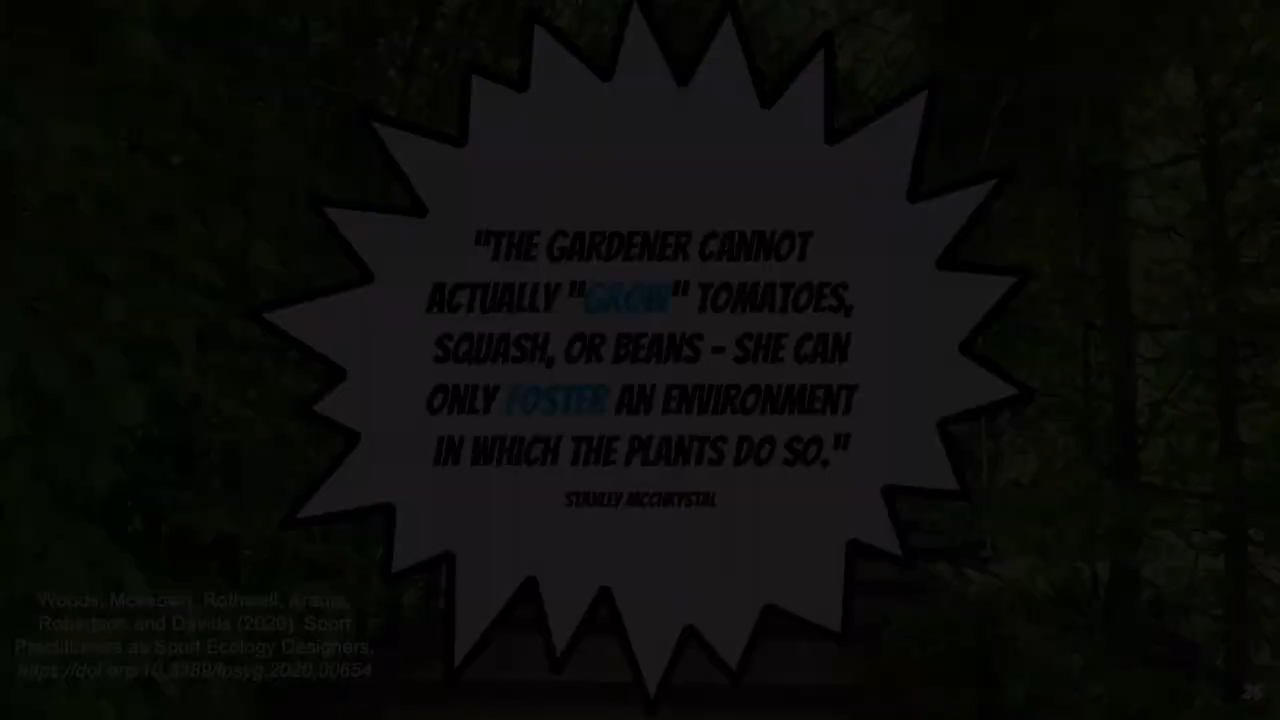 "THE GARDENER CANNOT
ACTUALLY "GROW" TOMATOES,
SQUASH, OR BEANS - SHE CAN
ONLY FOSTER AN ENVIRONMENT
IN WHICH THE PLANTS DO SO."
STANLEY MCCHRYSTAL
Woods, McKeown, Rothwell, Araújo,
Robertson and Davids (2020). Sport
Practitioners as Sport Ecology Designers.
https://doi.org/10.3389/fpsyg.2020.00654